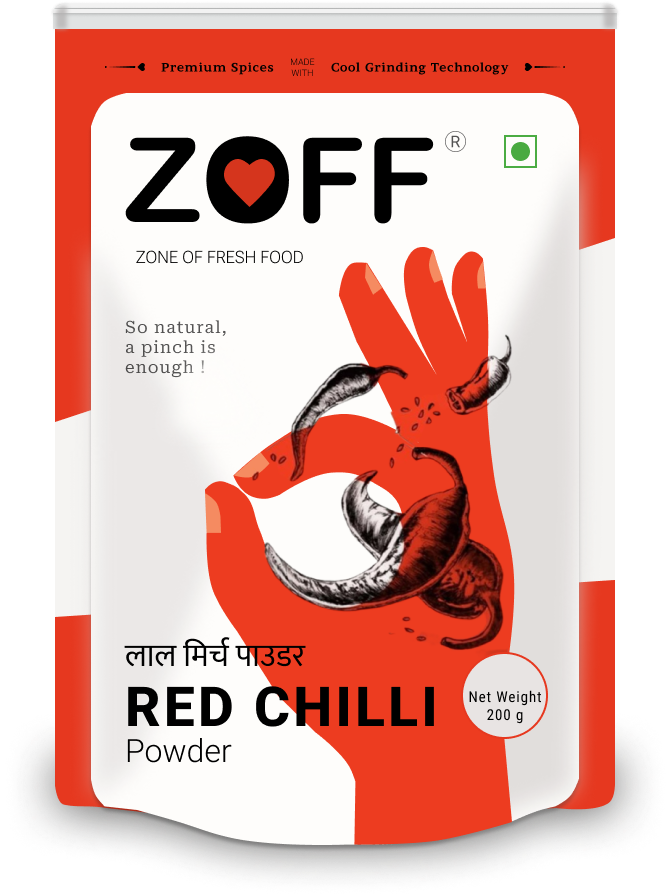 Premium Spices MADE WITH Cool Grinding Technology
ZOFF ®
ZONE OF FRESH FOOD
So natural,
a pinch is
enough !
लाल मिर्च पाउडर
RED CHILLI
Powder
Net Weight
200 g